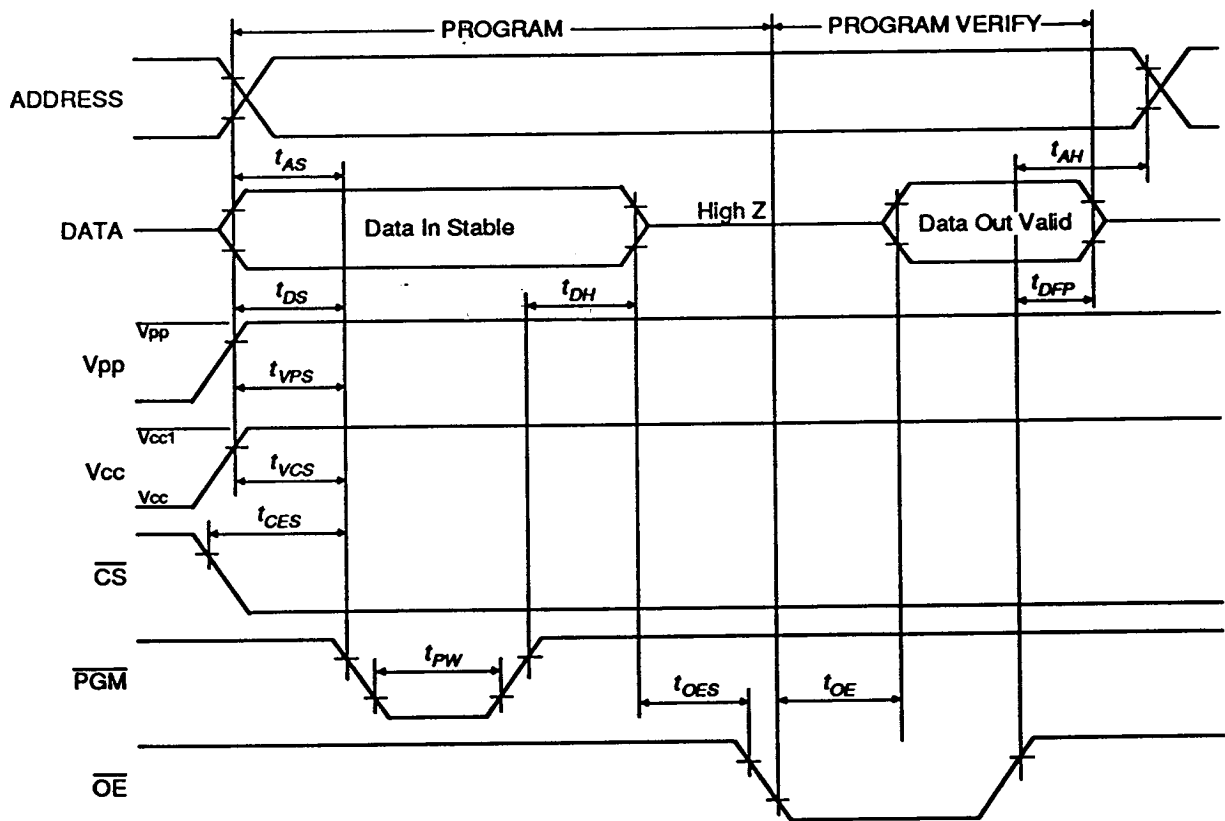 PROGRAM
PROGRAM VERIFY
ADDRESS
tAS
tAH
DATA
Data In Stable
High Z
Data Out Valid
tDS
tDH
tDFP
Vpp
Vpp
tVPS
Vcc1
Vcc
tVCS
Vcc
tCES
CS
PGM
tPW
tOES
tOE
OE